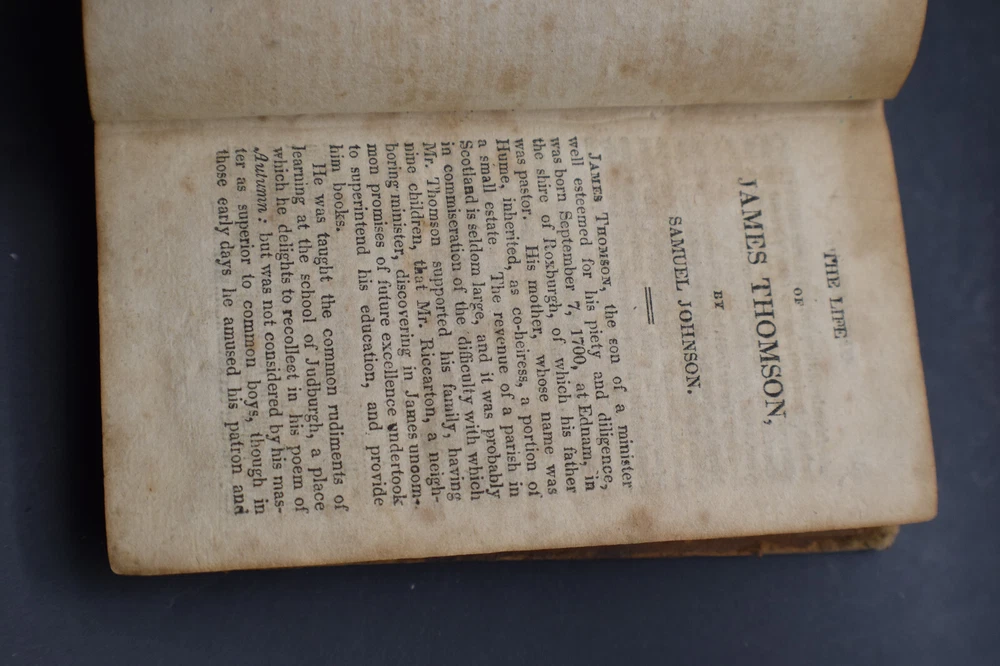 THE LIFE
OF
JAMES THOMSON,
BY
SAMUEL JOHNSON.
JAMES THOMSON, the son of a minister
well esteemed for his piety and diligence,
was born September 7, 1700, at Ednam, in
the shire of Roxburgh, of which his father
was pastor. His mother, whose name was
Hume, inherited, as co-heiress, a portion of
a small estate. The revenue of a parish in
Scotland is seldom large, and it was probably
in commiseration of the difficulty with which
Mr. Thomson supported his family, having
nine children, that Mr. Riccarton, a neigh-
boring minister, discovering in James uncom-
mon promises of future excellence undertook
to superintend his education, and provide
him books.
He was taught the common rudiments of
learning at the school of Judburgh, a place
which he delights to recollect in his poem of
Autumn: but was not considered by his mas-
ter as superior to common boys, though in
those early days he amused his patron and